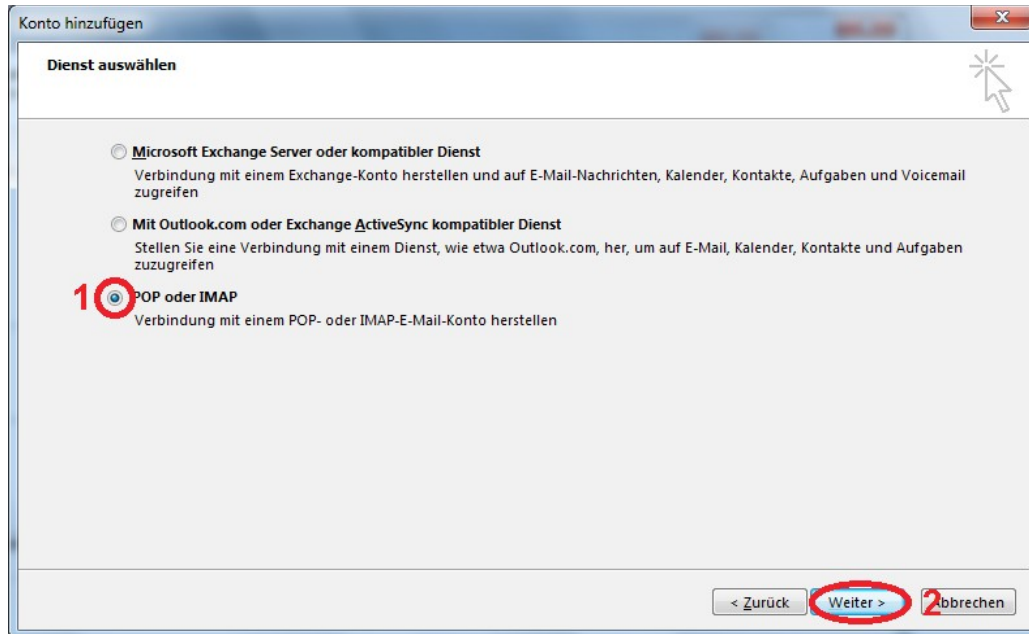 Konto hinzufügen
x
Dienst auswählen
Microsoft Exchange Server oder kompatibler Dienst
Verbindung mit einem Exchange-Konto herstellen und auf E-Mail-Nachrichten, Kalender, Kontakte, Aufgaben und Voicemail
zugreifen
Mit Outlook.com oder Exchange ActiveSync kompatibler Dienst
Stellen Sie eine Verbindung mit einem Dienst, wie etwa Outlook.com, her, um auf E-Mail, Kalender, Kontakte und Aufgaben
zuzugreifen
1 POP oder IMAP
Verbindung mit einem POP- oder IMAP-E-Mail-Konto herstellen
< Zurück Weiter > 2 Abbrechen